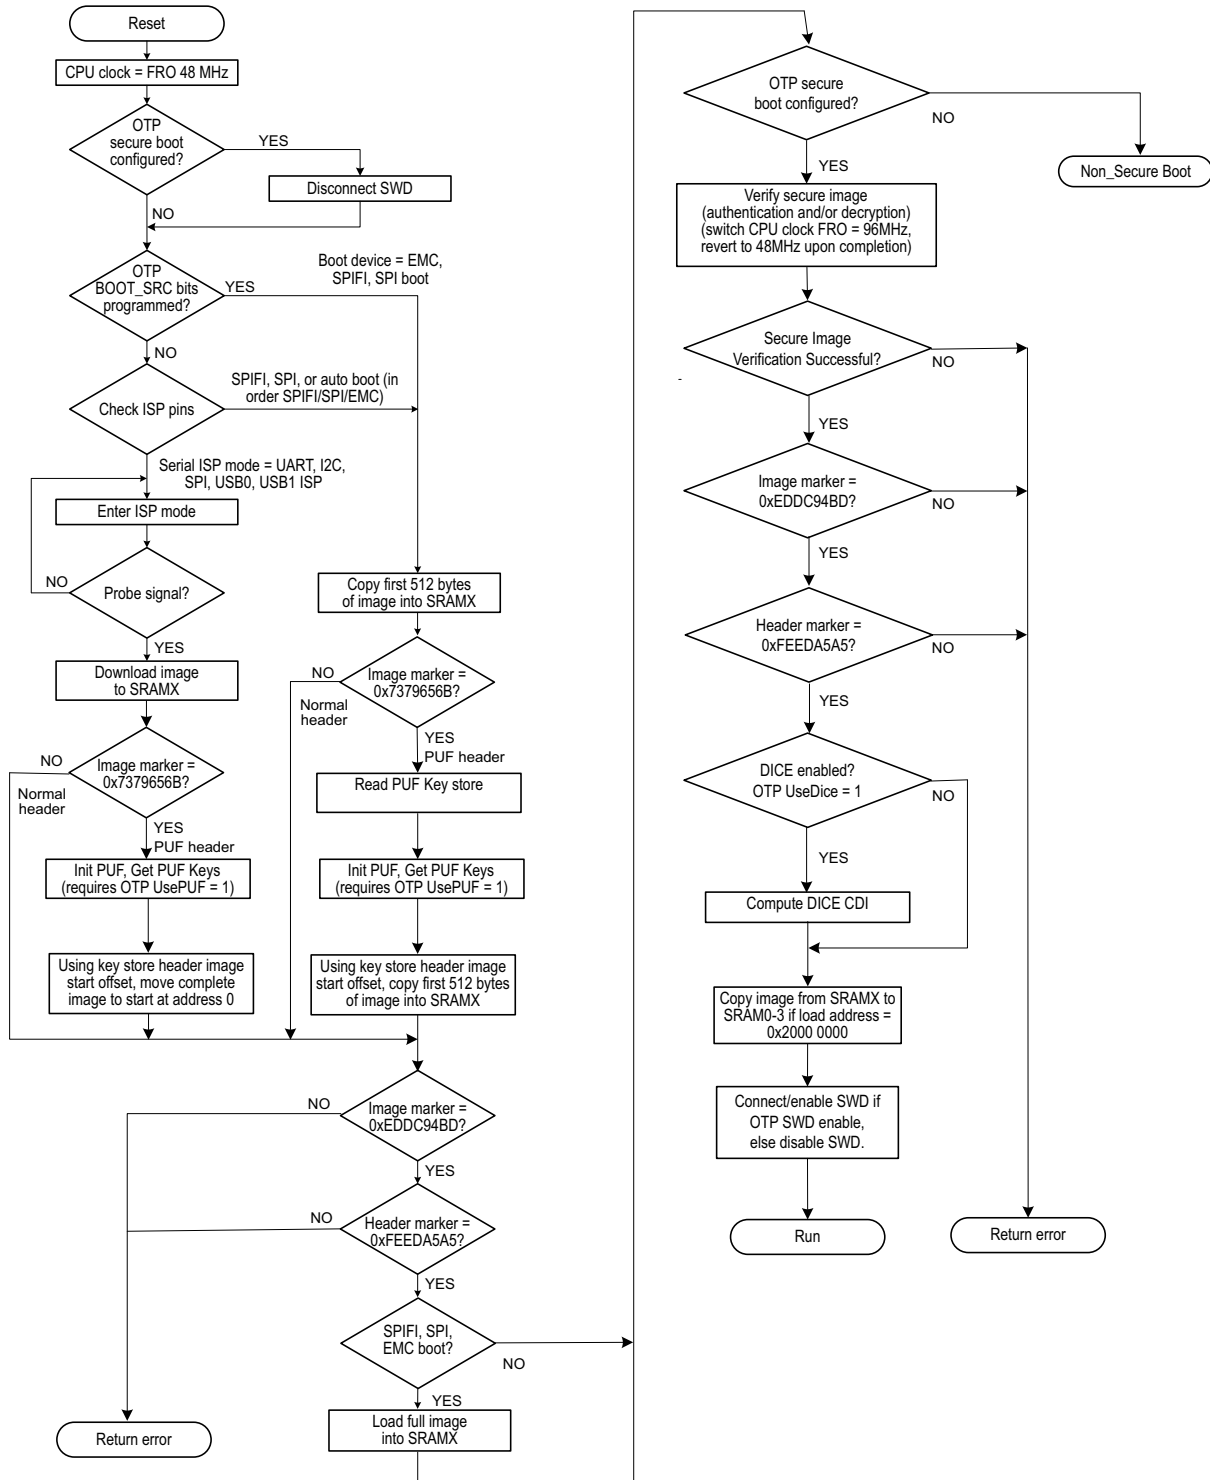 Reset
CPU clock = FRO 48 MHz
OTP
secure boot
configured?
YES
Disconnect SWD
NO
OTP
BOOT_SRC bits
programmed?
YES
Boot device = EMC,
SPIFI, SPI boot
NO
Check ISP pins
SPIFI, SPI, or auto boot (in
order SPIFI/SPI/EMC)
Serial ISP mode = UART, I2C,
SPI, USB0, USB1 ISP
Enter ISP mode
Probe signal?
NO
YES
Download image
to SRAMX
Image marker =
0x7379656B?
NO
Normal
header
YES
PUF header
Init PUF, Get PUF Keys
(requires OTP UsePUF = 1)
Using key store header image
start offset, move complete
image to start at address 0
Copy first 512 bytes
of image into SRAMX
Image marker =
0x7379656B?
NO
Normal
header
YES
PUF header
Read PUF Key store
Init PUF, Get PUF Keys
(requires OTP UsePUF = 1)
Using key store header image
start offset, copy first 512 bytes
of image into SRAMX
Image marker =
0xEDDC94BD?
NO
YES
Header marker =
0xFEEDA5A5?
NO
YES
SPIFI, SPI,
EMC boot?
NO
YES
Load full image
into SRAMX
Return error
OTP secure
boot configured?
NO
Non_Secure Boot
YES
Verify secure image
(authentication and/or decryption)
(switch CPU clock FRO = 96MHz,
revert to 48MHz upon completion)
Secure Image
Verification Successful?
NO
-
YES
Image marker =
0xEDDC94BD?
NO
YES
Header marker =
0xFEEDA5A5?
NO
YES
DICE enabled?
OTP UseDice = 1
NO
YES
Compute DICE CDI
Copy image from SRAMX to
SRAM0-3 if load address =
0x2000 0000
Connect/enable SWD if
OTP SWD enable,
else disable SWD.
Run
Return error